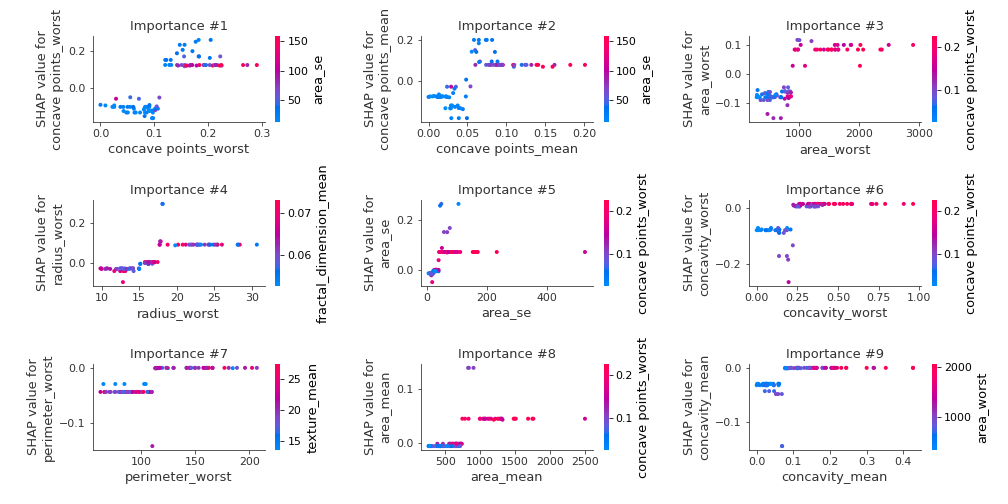 Importance #1
SHAP value for
concave points_worst
0.2
0.0
0.0
0.1
0.2
0.3
concave points_worst
150
100
50
area_se
Importance #2
SHAP value for
concave points_mean
0.2
0.0
0.00
0.05
0.10
0.15
0.20
concave points_mean
150
100
50
area_se
Importance #3
SHAP value for
area_worst
0.1
0.0
−0.1
1000
2000
3000
area_worst
0.2
0.1
concave points_worst
Importance #4
SHAP value for
radius_worst
0.2
0.0
10
15
20
25
30
radius_worst
0.07
0.06
fractal_dimension_mean
Importance #5
SHAP value for
area_se
0.2
0.0
0
200
400
area_se
0.2
0.1
concave points_worst
Importance #6
SHAP value for
concavity_worst
0.0
−0.2
0.00
0.25
0.50
0.75
1.00
concavity_worst
0.2
0.1
concave points_worst
Importance #7
SHAP value for
perimeter_worst
0.0
−0.1
100
150
200
perimeter_worst
25
20
15
texture_mean
Importance #8
SHAP value for
area_mean
0.1
0.0
500
1000
1500
2000
2500
area_mean
0.2
0.1
concave points_worst
Importance #9
SHAP value for
concavity_mean
0.0
−0.1
0.0
0.1
0.2
0.3
0.4
concavity_mean
2000
1000
area_worst